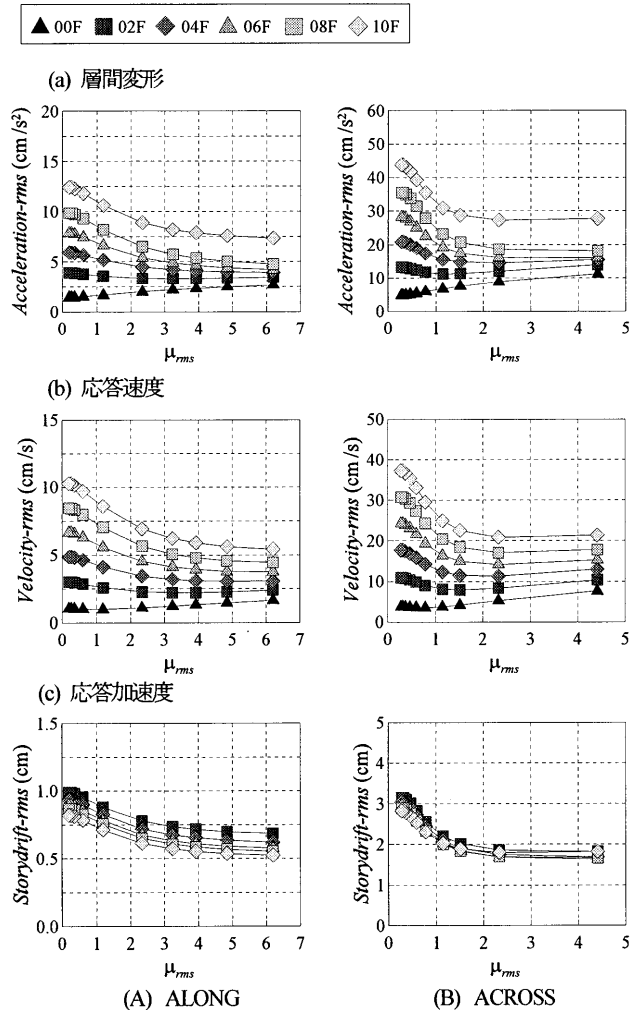 00F 02F 04F 06F 08F 10F
(a) 層間変形
20
15
10
5
0
Acceleration-rms (cm/s²)
0 1 2 3 4 5 6 7
μrms
60
50
40
30
20
10
0
Acceleration-rms (cm/s²)
0 1 2 3 4 5
μrms
(b) 応答速度
15
10
5
0
Velocity-rms (cm/s)
0 1 2 3 4 5 6 7
μrms
50
40
30
20
10
0
Velocity-rms (cm/s)
0 1 2 3 4 5
μrms
(c) 応答加速度
1.5
1.0
0.5
0.0
Storydrift-rms (cm)
0 1 2 3 4 5 6 7
μrms
5
4
3
2
1
0
Storydrift-rms (cm)
0 1 2 3 4 5
μrms
(A) ALONG
(B) ACROSS